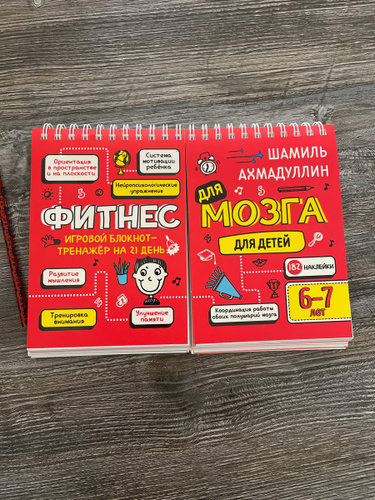 Ориентация
в пространстве
и на плоскости
Система
мотивации
ребёнка
Нейропсихологические
упражнения
ФИТНЕС
ИГРОВОЙ БЛОКНОТ-
ТРЕНАЖЁР НА 21 ДЕНЬ
Развитие
мышления
Тренировка
внимания
Улучшение
памяти
ШАМИЛЬ
АХМАДУЛЛИН
ДЛЯ
МОЗГА
ДЛЯ ДЕТЕЙ
182 НАКЛЕЙКИ
6–7
ЛЕТ
Координация работы
обоих полушарий мозга